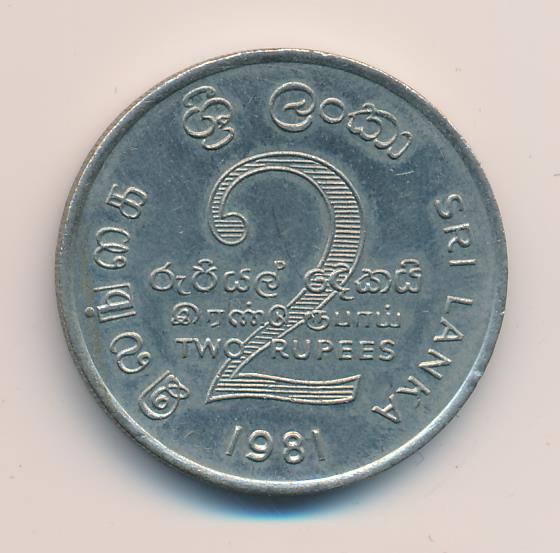 ශ්‍රී ලංකා
இலங்கை
SRI LANKA
2
රුපියල් දෙකයි
இரண்டு ரூபாய்
TWO RUPEES
1981